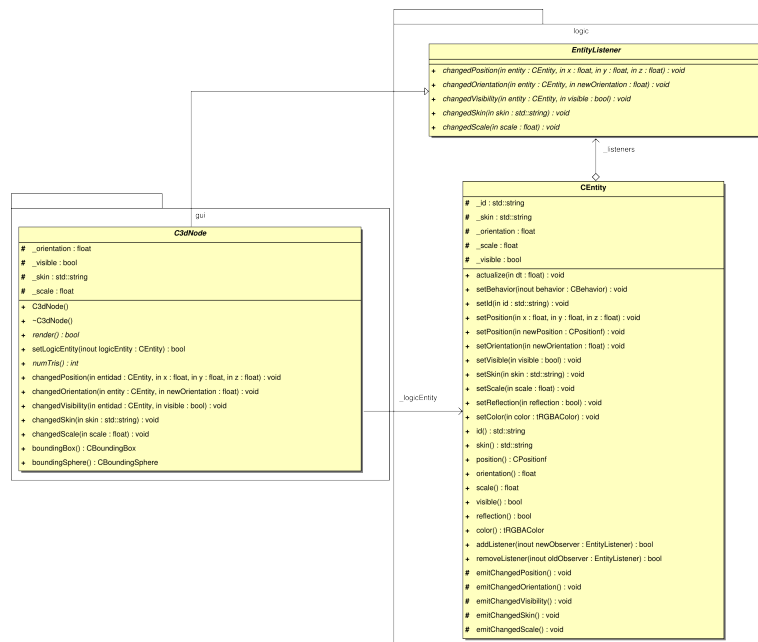 logic
EntityListener
+ changedPosition(in entity : CEntity, in x : float, in y : float, in z : float) : void
+ changedOrientation(in entity : CEntity, in newOrientation : float) : void
+ changedVisibility(in entity : CEntity, in visible : bool) : void
+ changedSkin(in skin : std::string) : void
+ changedScale(in scale : float) : void
_listeners
gui
C3dNode
# _orientation : float
# _visible : bool
# _skin : std::string
# _scale : float
+ C3dNode()
+ ~C3dNode()
+ render() : bool
+ setLogicEntity(inout logicEntity : CEntity) : bool
+ numTris() : int
+ changedPosition(in entidad : CEntity, in x : float, in y : float, in z : float) : void
+ changedOrientation(in entity : CEntity, in newOrientation : float) : void
+ changedVisibility(in entidad : CEntity, in visible : bool) : void
+ changedSkin(in skin : std::string) : void
+ changedScale(in scale : float) : void
+ boundingBox() : CBoundingBox
+ boundingSphere() : CBoundingSphere
_logicEntity
CEntity
# _id : std::string
# _skin : std::string
# _orientation : float
# _scale : float
# _visible : bool
+ actualize(in dt : float) : void
+ setBehavior(inout behavior : CBehavior) : void
+ setId(in id : std::string) : void
+ setPosition(in x : float, in y : float, in z : float) : void
+ setPosition(in newPosition : CPositionf) : void
+ setOrientation(in newOrientation : float) : void
+ setVisible(in visible : bool) : void
+ setSkin(in skin : std::string) : void
+ setScale(in scale : float) : void
+ setReflection(in reflection : bool) : void
+ setColor(in color : tRGBAColor) : void
+ id() : std::string
+ skin() : std::string
+ position() : CPositionf
+ orientation() : float
+ scale() : float
+ visible() : bool
+ reflection() : bool
+ color() : tRGBAColor
+ addListener(inout newObserver : EntityListener) : bool
+ removeListener(inout oldObserver : EntityListener) : bool
# emitChangedPosition() : void
# emitChangedOrientation() : void
# emitChangedVisibility() : void
# emitChangedSkin() : void
# emitChangedScale() : void